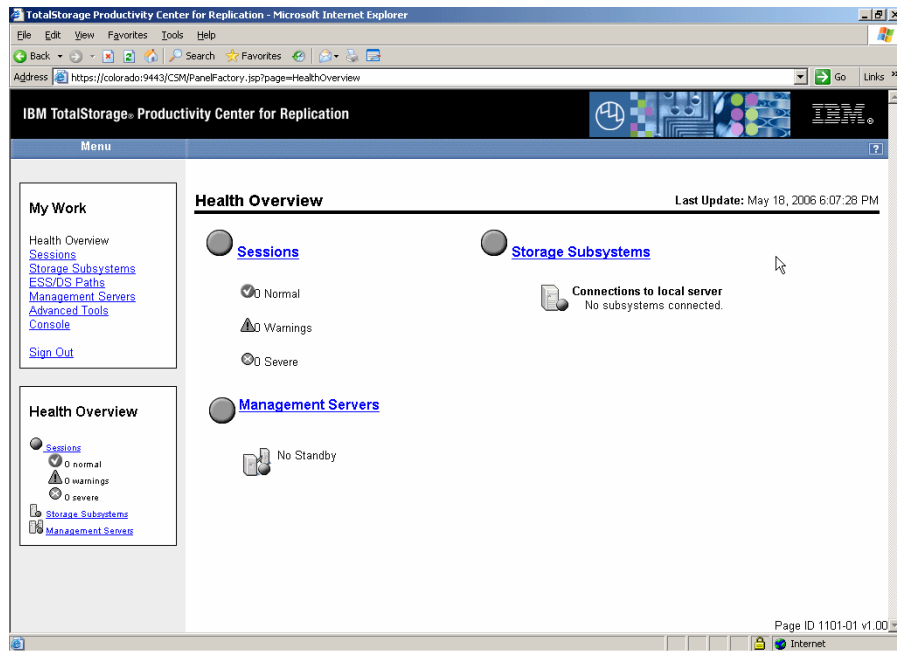 TotalStorage Productivity Center for Replication - Microsoft Internet Explorer
File Edit View Favorites Tools Help
Back Search Favorites
Address https://colorado:9443/CSM/PanelFactory.jsp?page=HealthOverview Go Links »
IBM TotalStorage® Productivity Center for Replication IBM®
Menu ?
My Work
Health Overview
Sessions
Storage Subsystems
ESS/DS Paths
Management Servers
Advanced Tools
Console
Sign Out
Health Overview
Sessions
0 normal
0 warnings
0 severe
Storage Subsystems
Management Servers
Health Overview Last Update: May 18, 2006 6:07:28 PM
Sessions
0 Normal
0 Warnings
0 Severe
Storage Subsystems
Connections to local server
No subsystems connected.
Management Servers
No Standby
Page ID 1101-01 v1.00
Internet